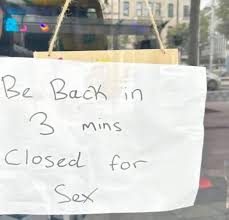 Be Back in
3 mins
Closed for
Sex